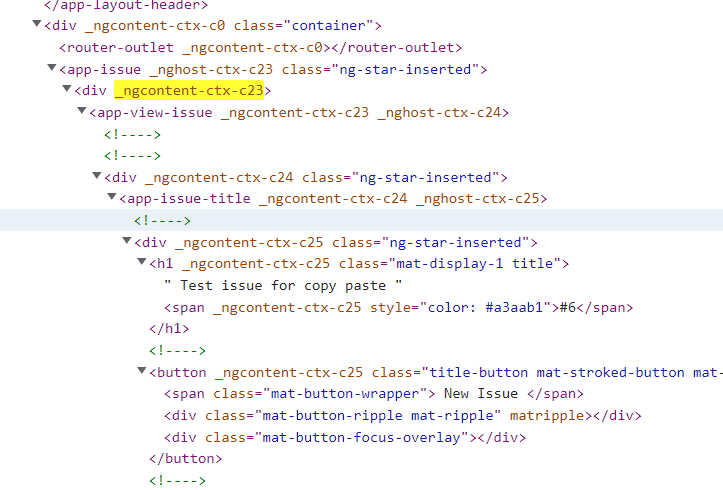 </app-layout-header>
<div _ngcontent-ctx-c0 class="container">
<router-outlet _ngcontent-ctx-c0></router-outlet>
<app-issue _nghost-ctx-c23 class="ng-star-inserted">
<div _ngcontent-ctx-c23>
<app-view-issue _ngcontent-ctx-c23 _nghost-ctx-c24>
<!---->
<!---->
<div _ngcontent-ctx-c24 class="ng-star-inserted">
<app-issue-title _ngcontent-ctx-c24 _nghost-ctx-c25>
<!---->
<div _ngcontent-ctx-c25 class="ng-star-inserted">
<h1 _ngcontent-ctx-c25 class="mat-display-1 title">
" Test issue for copy paste "
<span _ngcontent-ctx-c25 style="color: #a3aab1">#6</span>
</h1>
<!---->
<button _ngcontent-ctx-c25 class="title-button mat-stroked-button mat-
<span class="mat-button-wrapper"> New Issue </span>
<div class="mat-button-ripple mat-ripple" matripple></div>
<div class="mat-button-focus-overlay"></div>
</button>
<!---->